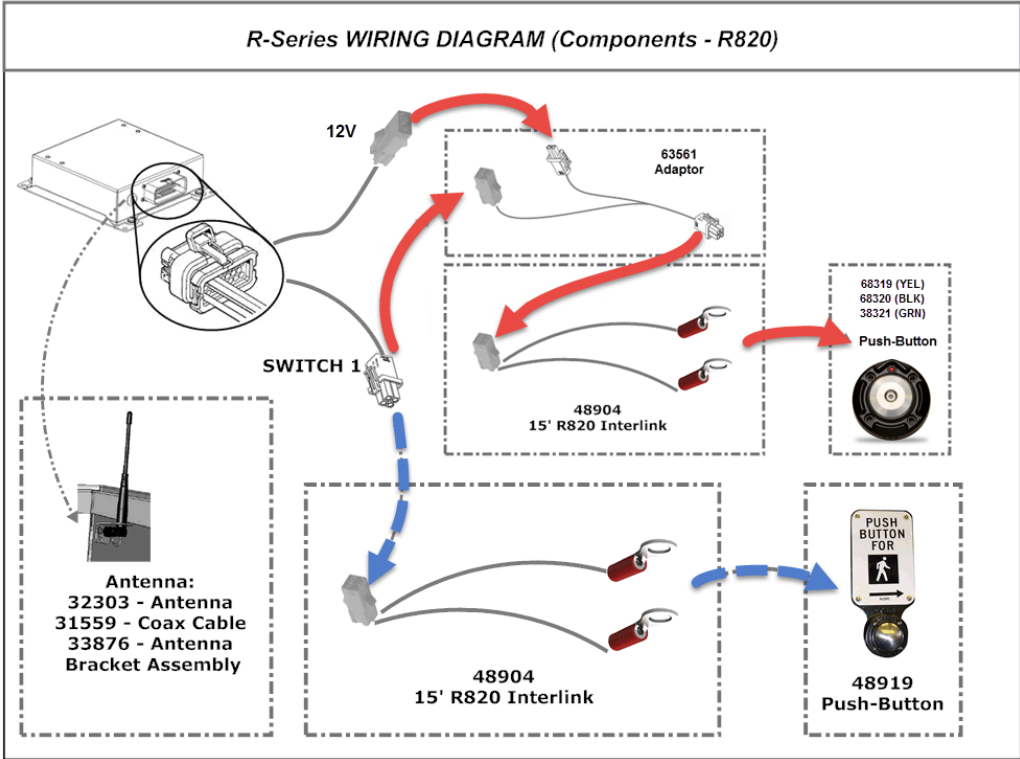 R-Series WIRING DIAGRAM (Components - R820)
12V
63561
Adaptor
68319 (YEL)
68320 (BLK)
38321 (GRN)
Push-Button
SWITCH 1
48904
15' R820 Interlink
Antenna:
32303 - Antenna
31559 - Coax Cable
33876 - Antenna
Bracket Assembly
48904
15' R820 Interlink
PUSH
BUTTON
FOR
48919
Push-Button